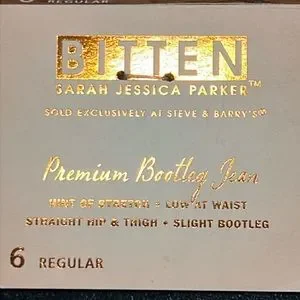 REGULAR
BITTEN
SARAH JESSICA PARKER™
SOLD EXCLUSIVELY AT STEVE & BARRY'S®
Premium Bootleg Jean
HINT OF STRETCH • LOW AT WAIST
STRAIGHT HIP & THIGH • SLIGHT BOOTLEG
6 REGULAR